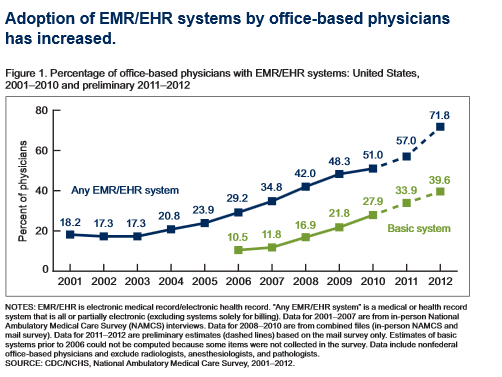 Adoption of EMR/EHR systems by office-based physicians
has increased.
Figure 1. Percentage of office-based physicians with EMR/EHR systems: United States,
2001–2010 and preliminary 2011–2012
80
60
40
20
0
Percent of physicians
Any EMR/EHR system
18.2 17.3 17.3 20.8 23.9 29.2 34.8 42.0 48.3 51.0 57.0 71.8
Basic system
10.5 11.8 16.9 21.8 27.9 33.9 39.6
2001 2002 2003 2004 2005 2006 2007 2008 2009 2010 2011 2012
NOTES: EMR/EHR is electronic medical record/electronic health record. "Any EMR/EHR system" is a medical or health record
system that is all or partially electronic (excluding systems solely for billing). Data for 2001–2007 are from in-person National
Ambulatory Medical Care Survey (NAMCS) interviews. Data for 2008–2010 are from combined files (in-person NAMCS and
mail survey). Data for 2011–2012 are preliminary estimates (dashed lines) based on the mail survey only. Estimates of basic
systems prior to 2006 could not be computed because some items were not collected in the survey. Data include nonfederal
office-based physicians and exclude radiologists, anesthesiologists, and pathologists.
SOURCE: CDC/NCHS, National Ambulatory Medical Care Survey, 2001–2012.